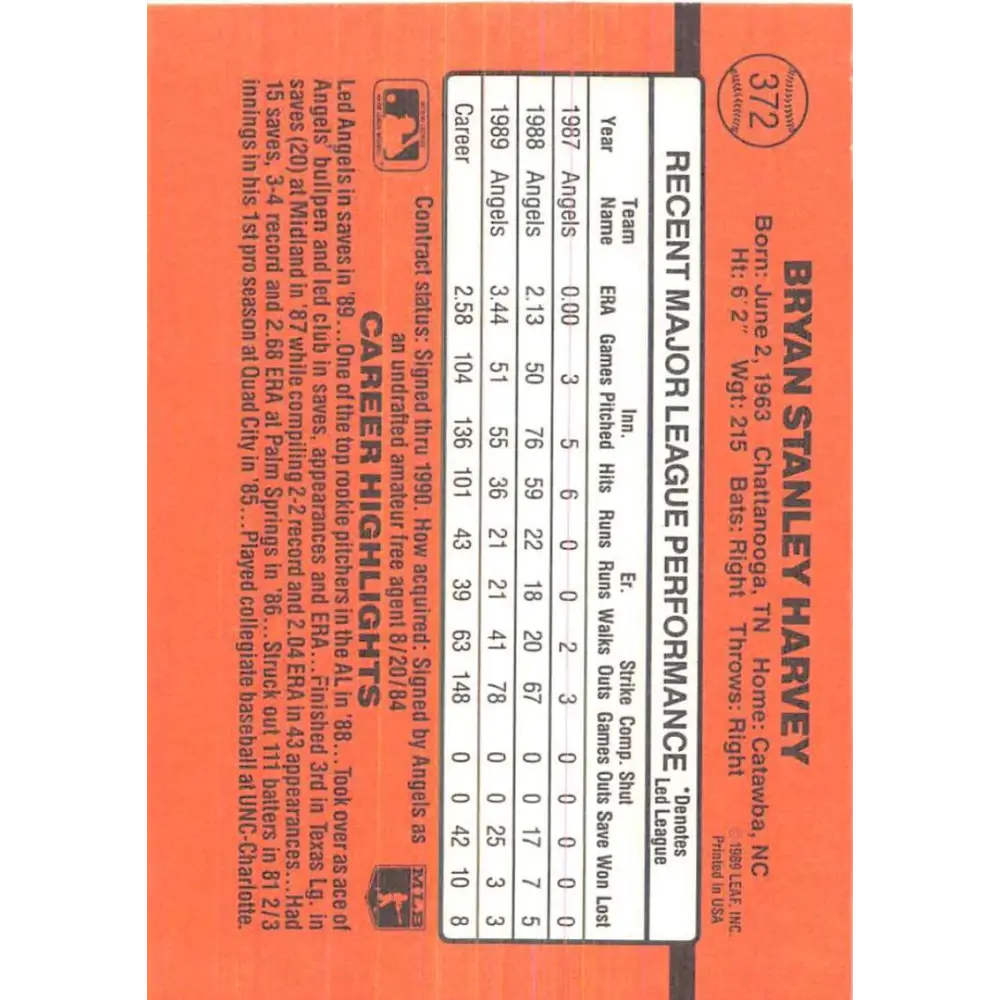 372
BRYAN STANLEY HARVEY
Born: June 2, 1963 Chattanooga, TN Home: Catawba, NC
Ht: 6'2" Wgt: 215 Bats: Right Throws: Right
© 1989 LEAF, INC.
Printed in USA
RECENT MAJOR LEAGUE PERFORMANCE *Denotes Led League
Year Team Name ERA Games Inn. Pitched Hits Runs Er. Runs Walks Strike Outs Comp. Games Shut Outs Save Won Lost
1987 Angels 0.00 3 5 6 0 0 2 3 0 0 0 0 0
1988 Angels 2.13 50 76 59 22 18 20 67 0 0 17 7 5
1989 Angels 3.44 51 55 36 21 21 41 78 0 0 25 3 3
Career 2.58 104 136 101 43 39 63 148 0 0 42 10 8
Contract status: Signed thru 1990. How acquired: Signed by Angels as
an undrafted amateur free agent 8/20/84
MLB
CAREER HIGHLIGHTS
Led Angels in saves in '89...One of the top rookie pitchers in the AL in '88...Took over as ace of
Angels' bullpen and led club in saves, appearances and ERA...Finished 3rd in Texas Lg. in
saves (20) at Midland in '87 while compiling 2-2 record and 2.04 ERA in 43 appearances...Had
15 saves, 3-4 record and 2.68 ERA at Palm Springs in '86...Struck out 111 batters in 81 2/3
innings in his 1st pro season at Quad City in '85...Played collegiate baseball at UNC-Charlotte.